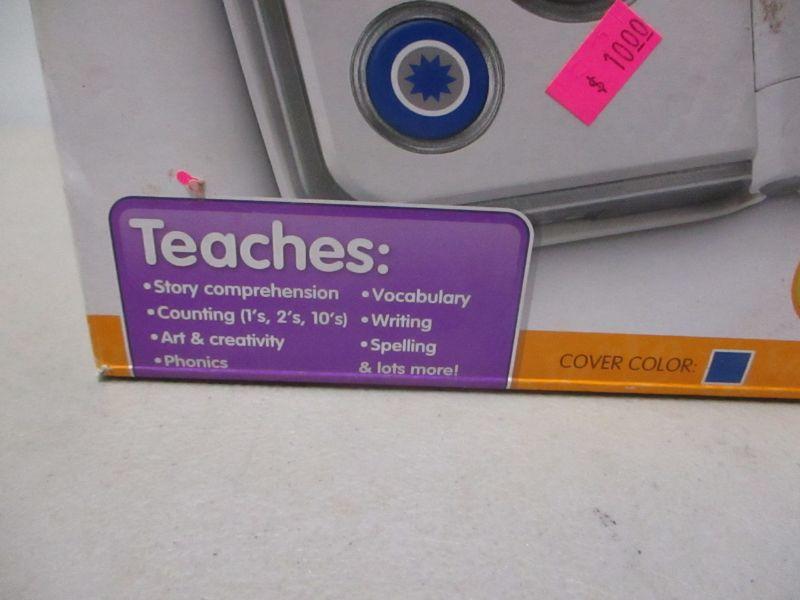 $ 10.00
Teaches:
•Story comprehension
•Counting (1's, 2's, 10's)
•Art & creativity
•Phonics
•Vocabulary
•Writing
•Spelling
& lots more!
COVER COLOR: